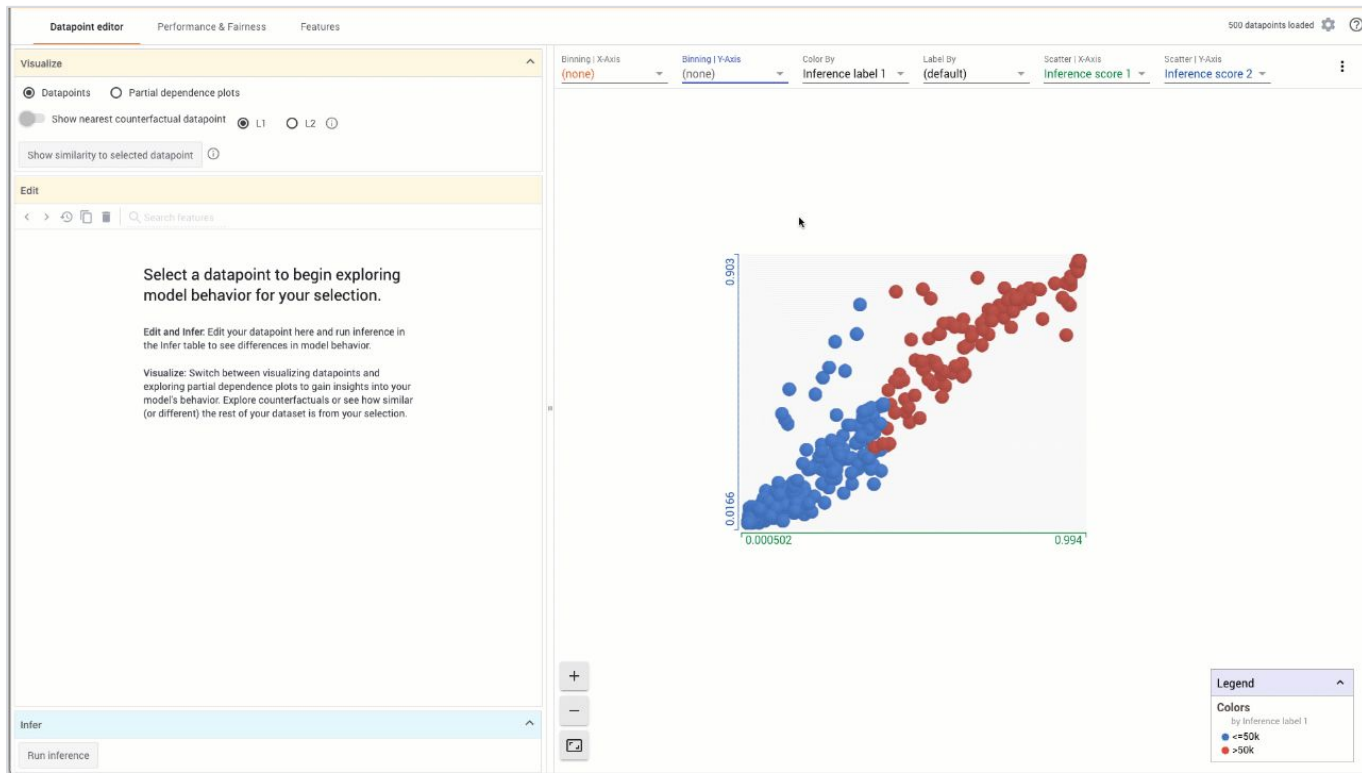 Datapoint editor Performance & Fairness Features 500 datapoints loaded
Visualize
Datapoints Partial dependence plots
Show nearest counterfactual datapoint L1 L2
Show similarity to selected datapoint
Edit
Search features
Select a datapoint to begin exploring
model behavior for your selection.
Edit and Infer: Edit your datapoint here and run inference in
the Infer table to see differences in model behavior.
Visualize: Switch between visualizing datapoints and
exploring partial dependence plots to gain insights into your
model's behavior. Explore counterfactuals or see how similar
(or different) the rest of your dataset is from your selection.
Infer
Run inference
Binning | X-Axis Binning | Y-Axis Color By Label By Scatter | X-Axis Scatter | Y-Axis
(none) (none) Inference label 1 (default) Inference score 1 Inference score 2
0.903
0.0166
0.000502 0.994
+
−
Legend
Colors
by Inference label 1
<=50k
>50k